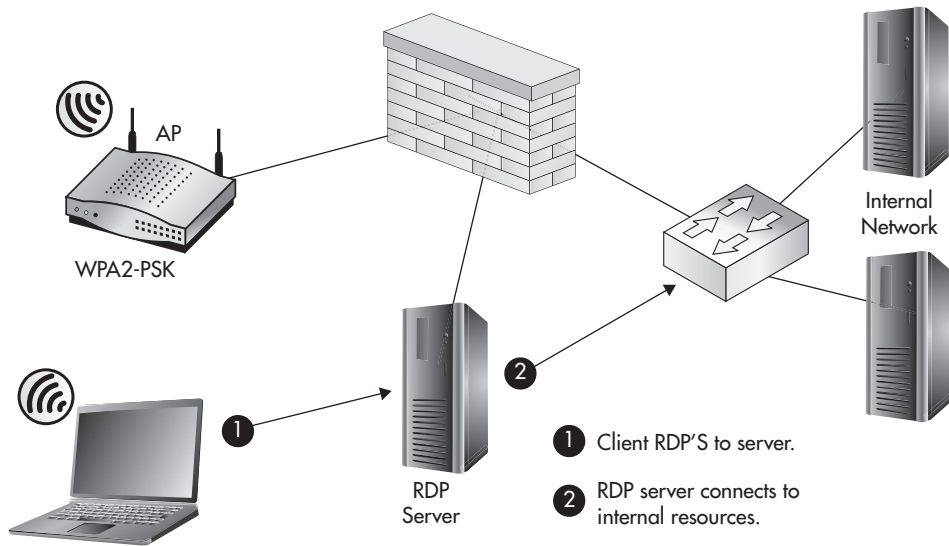 AP
WPA2-PSK
Internal
Network
RDP
Server
1
2
1 Client RDP'S to server.
2 RDP server connects to
internal resources.